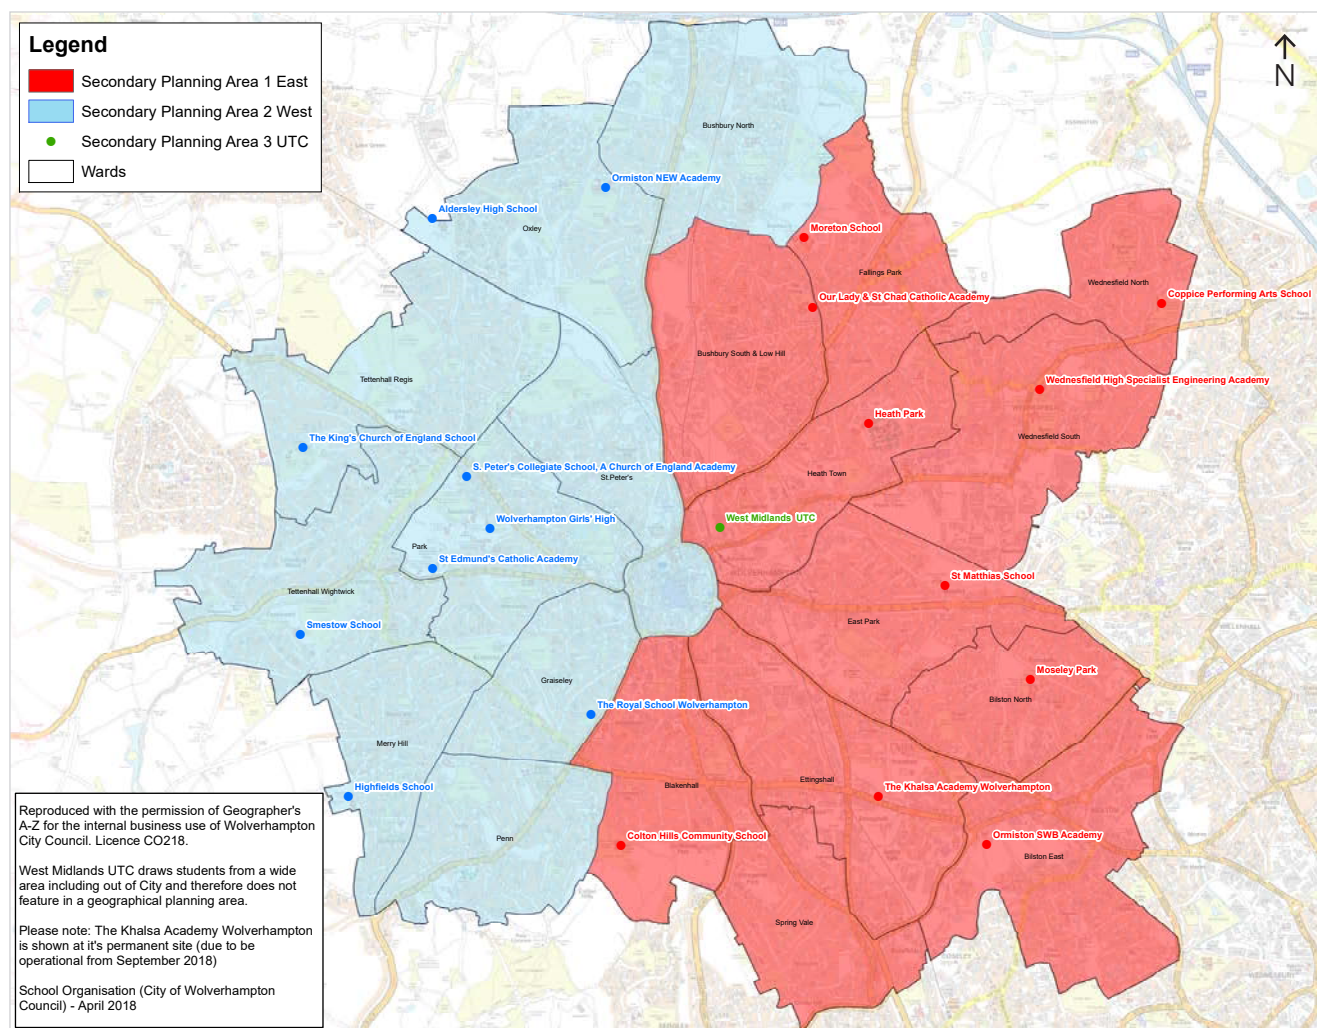 Legend
Secondary Planning Area 1 East
Secondary Planning Area 2 West
Secondary Planning Area 3 UTC
Wards
N
Bushbury North
Ormiston NEW Academy
Aldersley High School
Oxley
Moreton School
Fallings Park
Wednesfield North
Our Lady & St Chad Catholic Academy
Coppice Performing Arts School
Bushbury South & Low Hill
Tettenhall Regis
Wednesfield High Specialist Engineering Academy
Heath Park
The King's Church of England School
Wednesfield South
S. Peter's Collegiate School, A Church of England Academy
St.Peter's
Heath Town
Wolverhampton Girls' High
West Midlands UTC
Park
St Edmund's Catholic Academy
St Matthias School
Tettenhall Wightwick
Smestow School
East Park
Moseley Park
Graiseley
Bilston North
The Royal School Wolverhampton
Merry Hill
Ettingshall
Blakenhall
Highfields School
The Khalsa Academy Wolverhampton
Penn
Colton Hills Community School
Ormiston SWB Academy
Bilston East
Spring Vale
Reproduced with the permission of Geographer's
A-Z for the internal business use of Wolverhampton
City Council. Licence CO218.
West Midlands UTC draws students from a wide
area including out of City and therefore does not
feature in a geographical planning area.
Please note: The Khalsa Academy Wolverhampton
is shown at it's permanent site (due to be
operational from September 2018)
School Organisation (City of Wolverhampton
Council) - April 2018